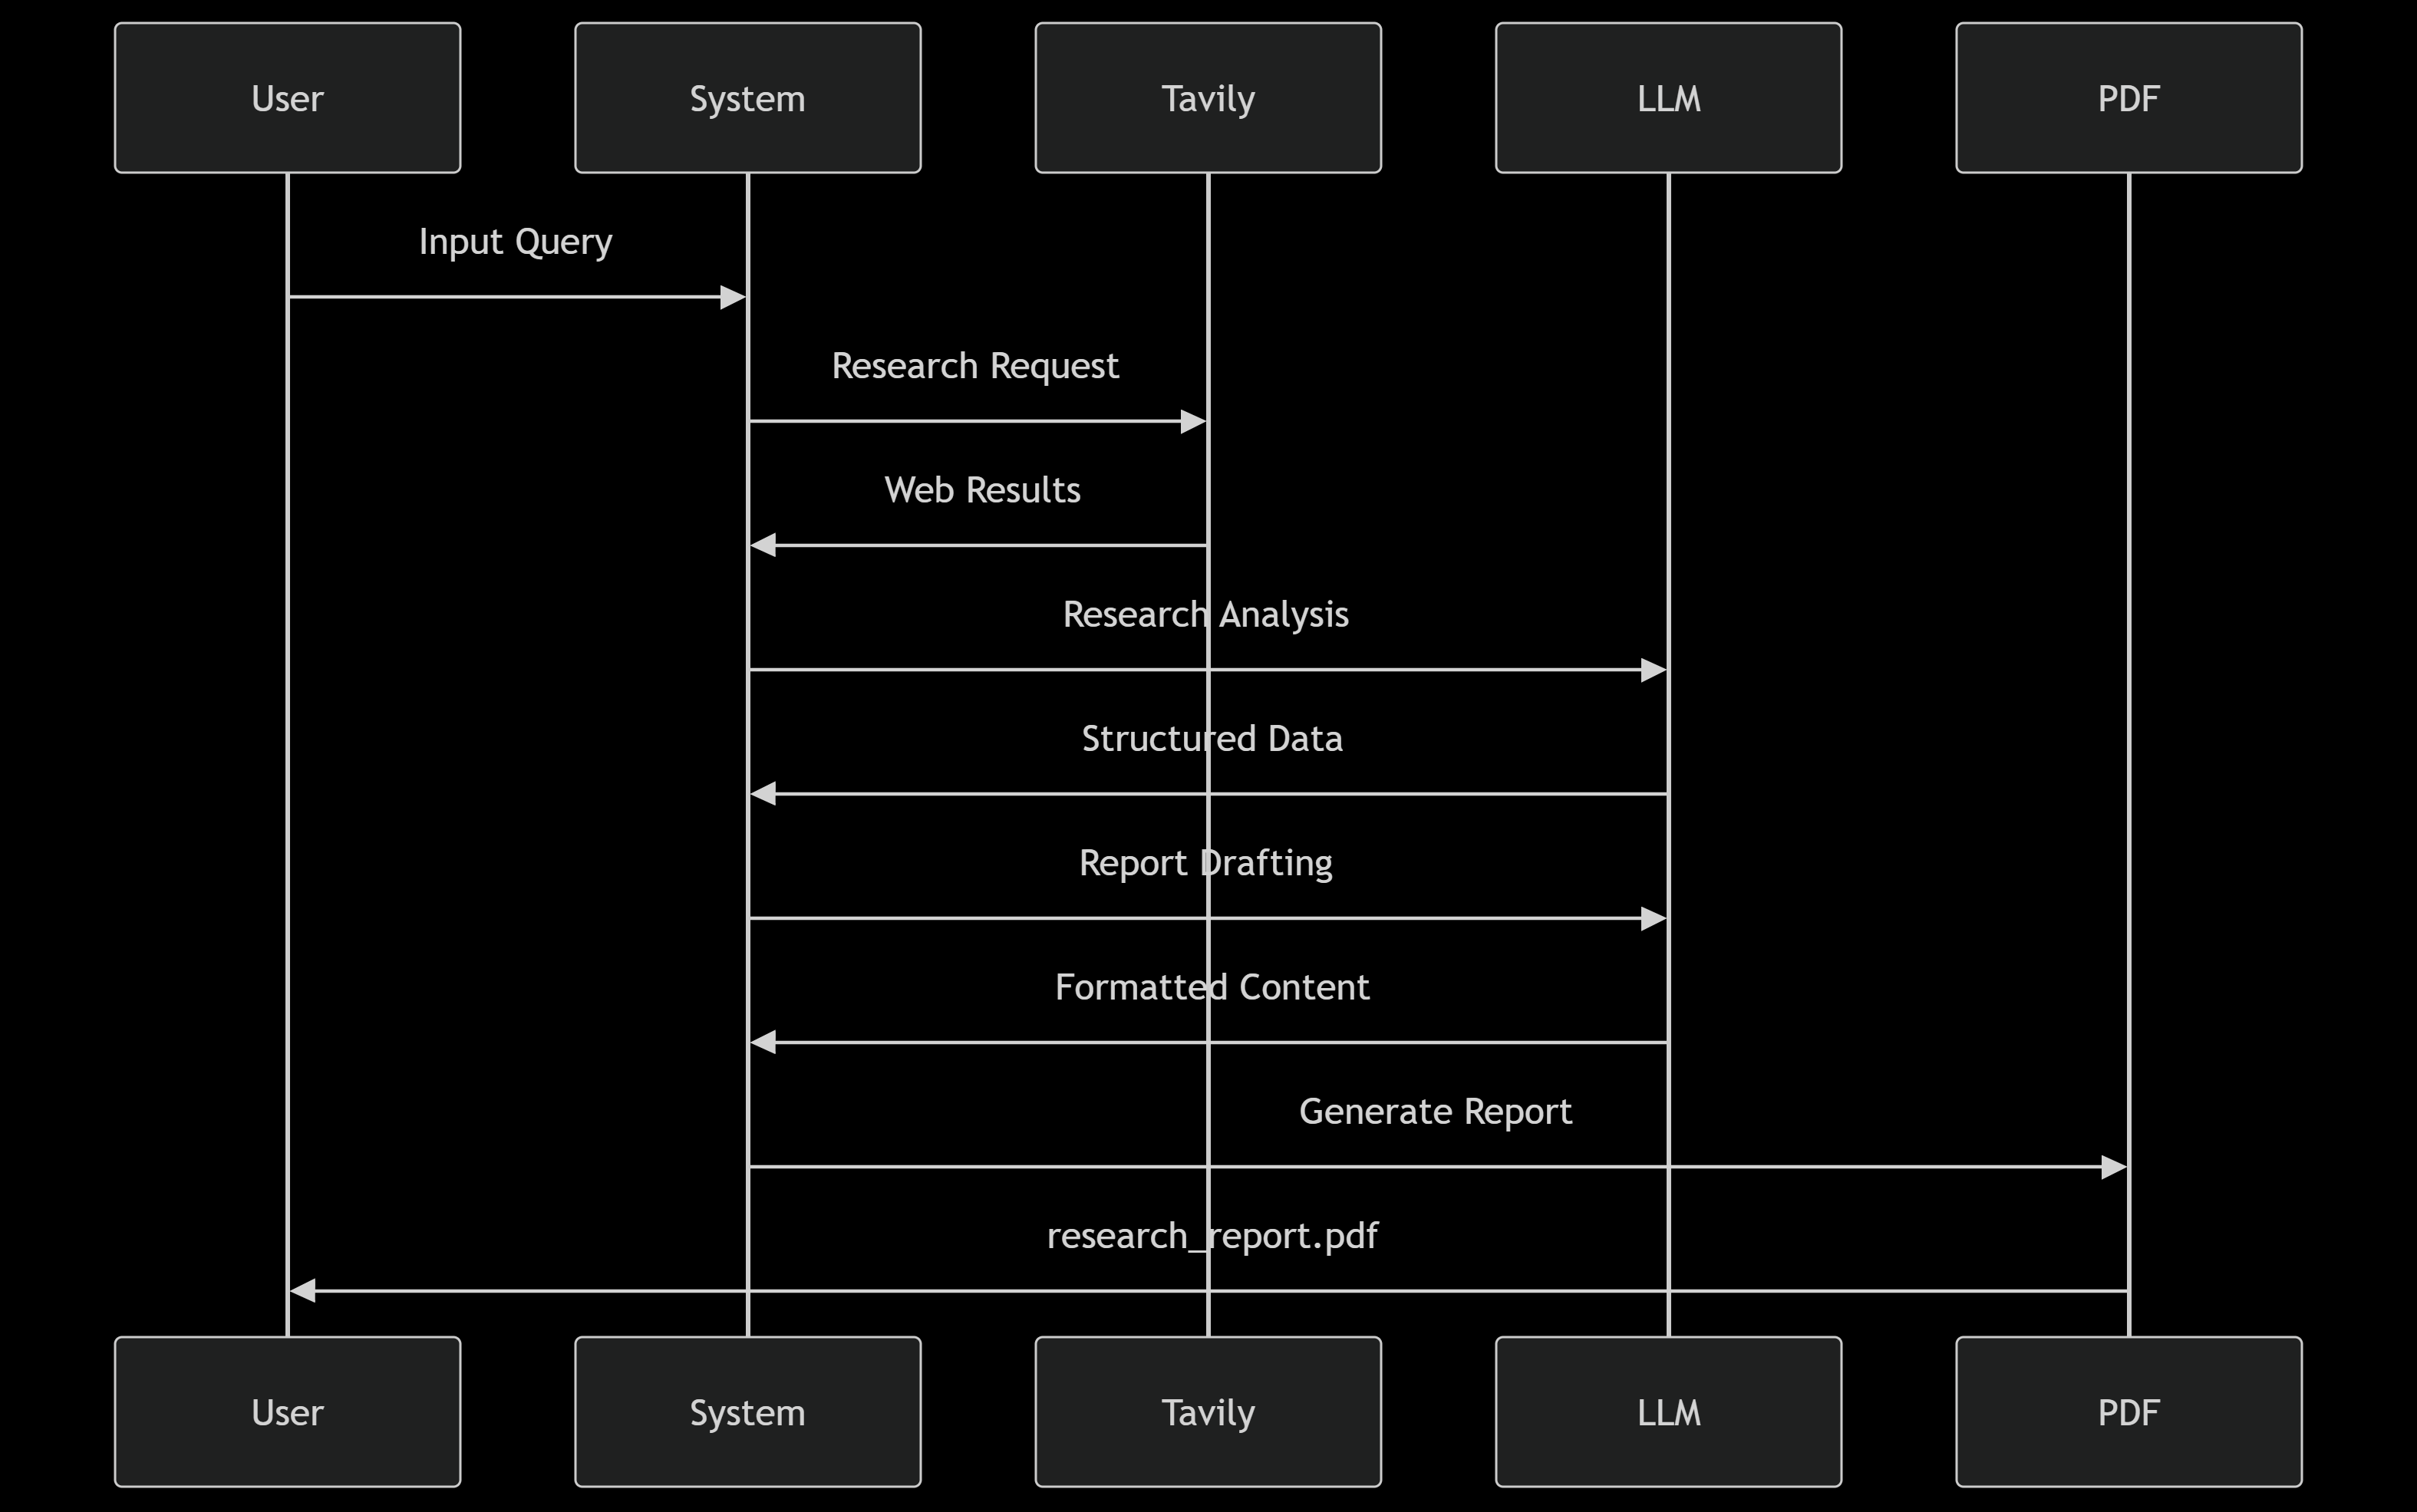 User
System
Tavily
LLM
PDF
Input Query
Research Request
Web Results
Research Analysis
Structured Data
Report Drafting
Formatted Content
Generate Report
research_report.pdf
User
System
Tavily
LLM
PDF